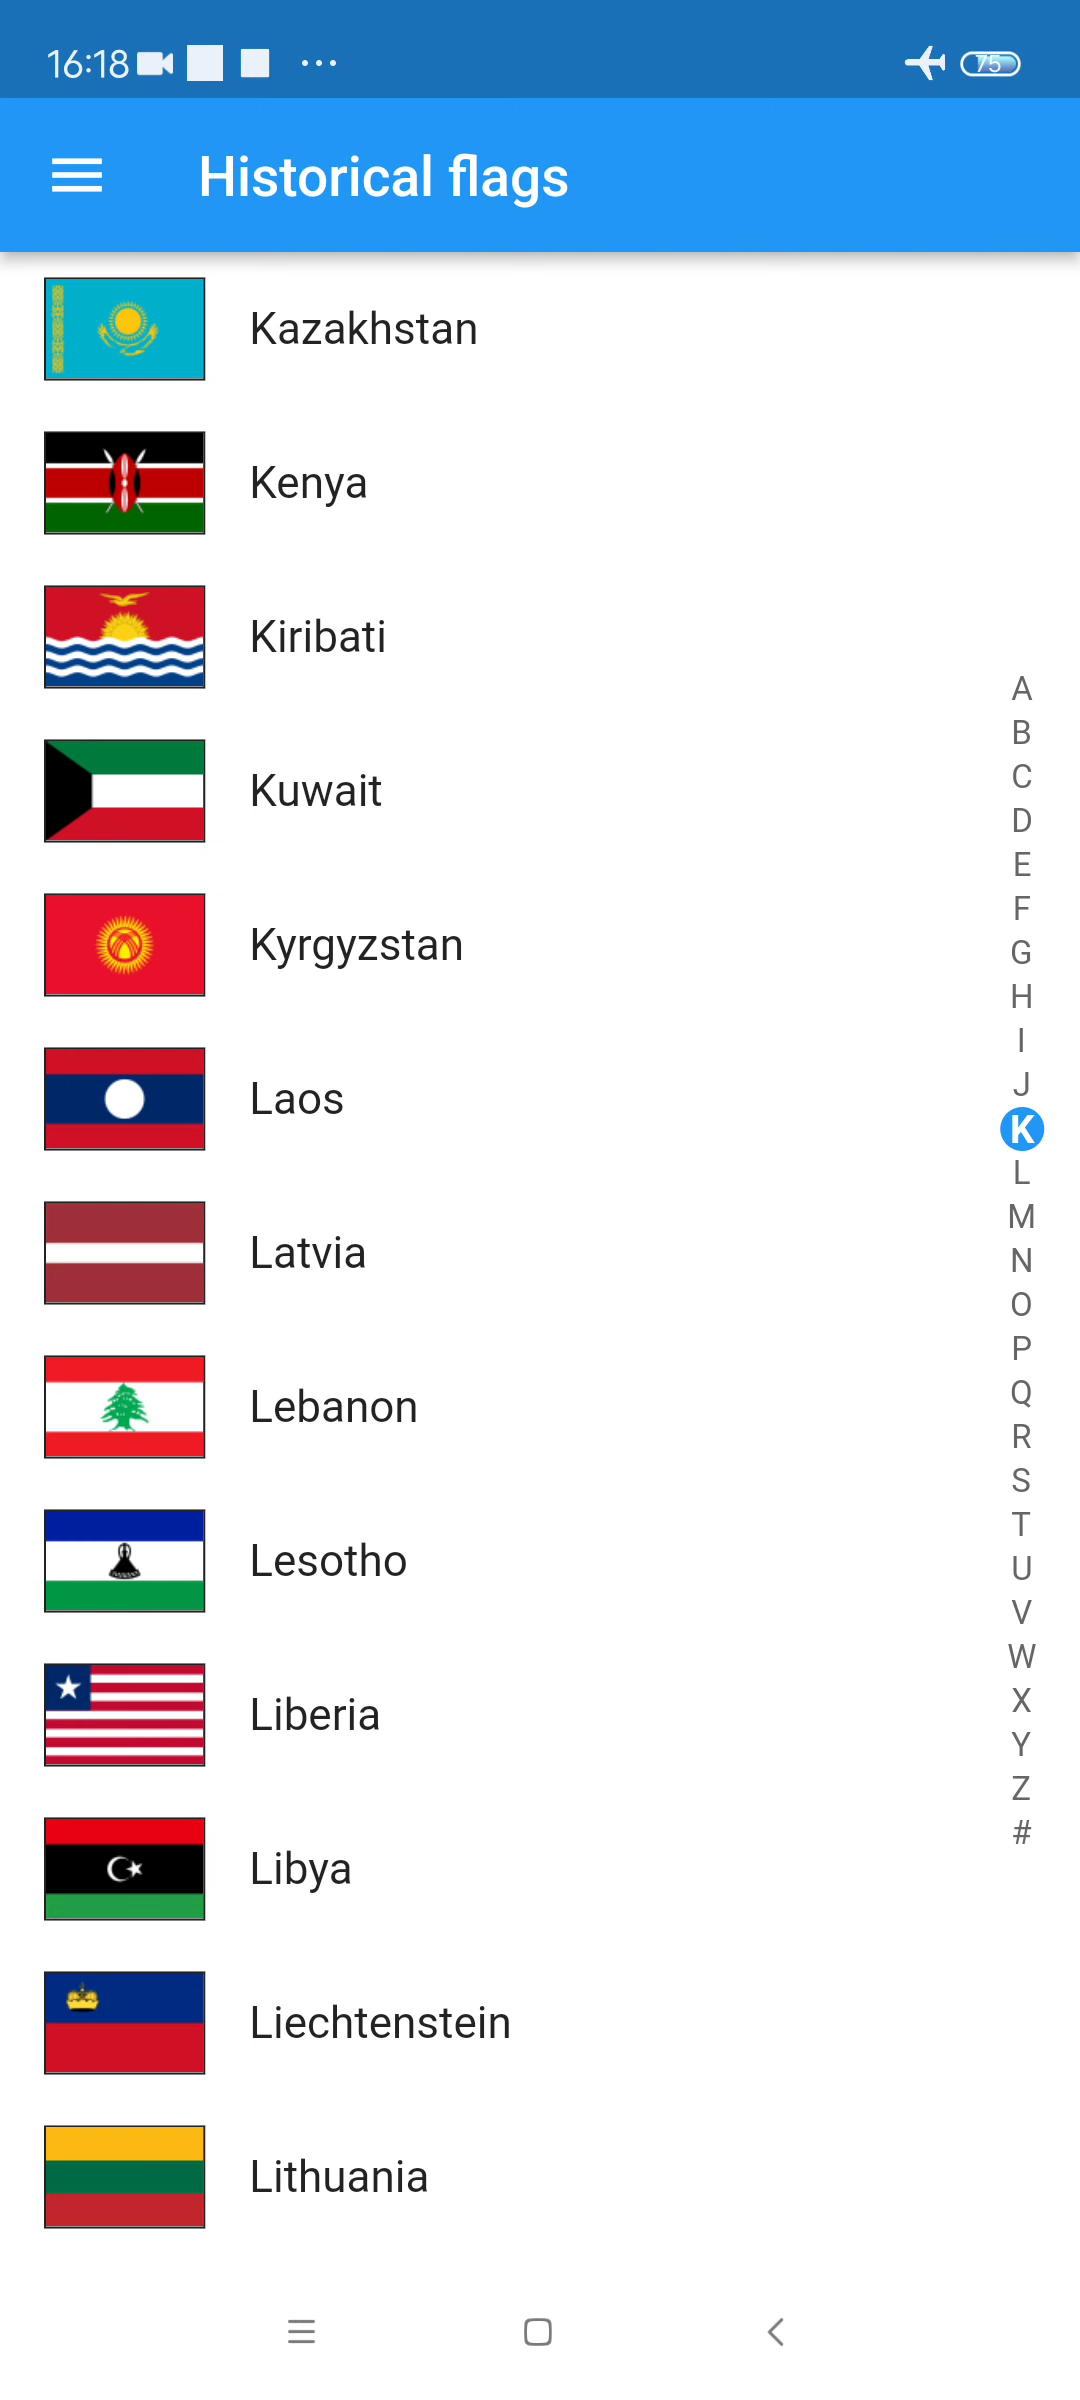 16:18
75
Historical flags
Kazakhstan
Kenya
Kiribati
Kuwait
Kyrgyzstan
Laos
Latvia
Lebanon
Lesotho
Liberia
Libya
Liechtenstein
Lithuania
A
B
C
D
E
F
G
H
I
J
K
L
M
N
O
P
Q
R
S
T
U
V
W
X
Y
Z
#